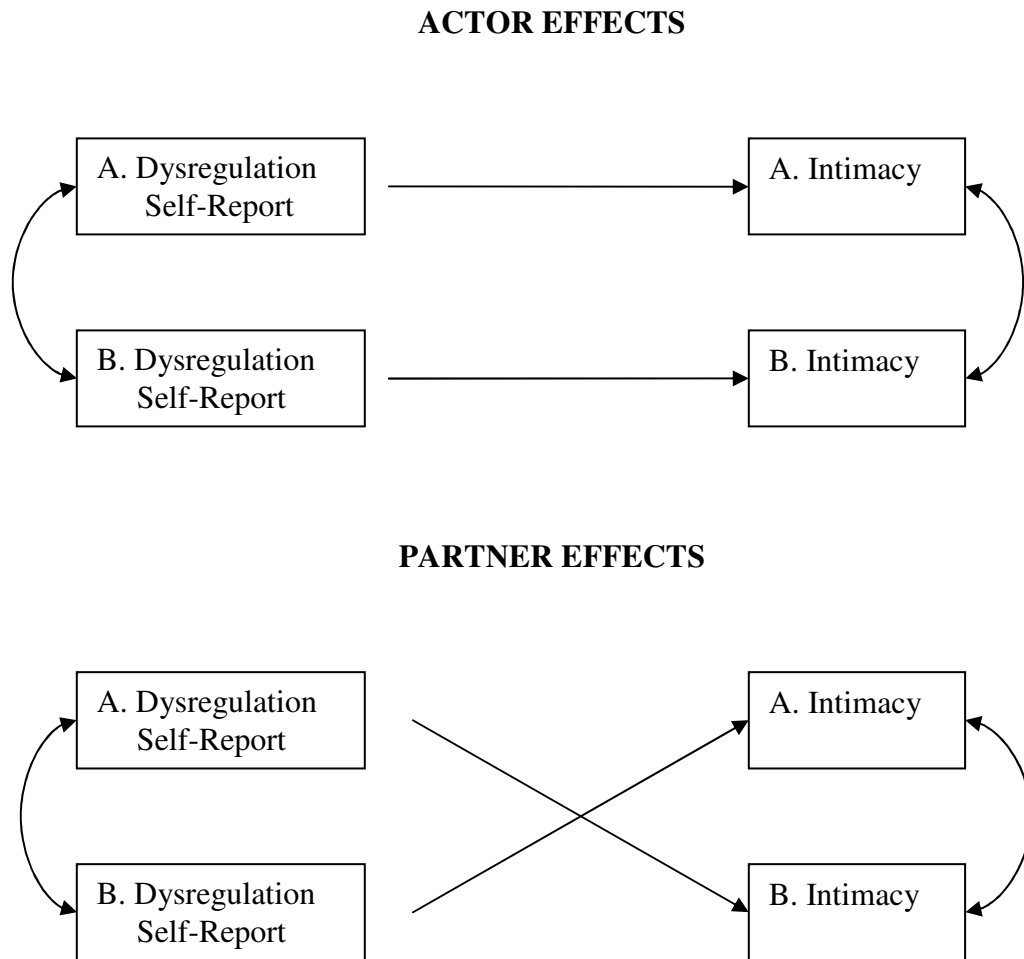 ACTOR EFFECTS
A. Dysregulation
Self-Report
A. Intimacy
B. Dysregulation
Self-Report
B. Intimacy
PARTNER EFFECTS
A. Dysregulation
Self-Report
A. Intimacy
B. Dysregulation
Self-Report
B. Intimacy